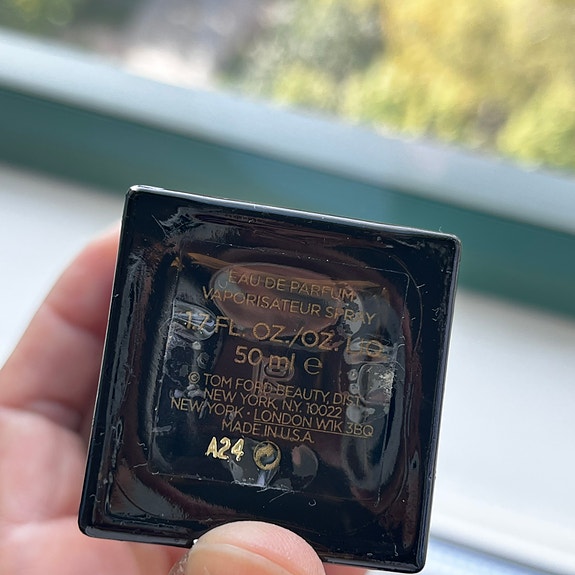 EAU DE PARFUM
VAPORISATEUR SPRAY
1.7 FL. OZ./OZ. L
50 ml ℮
© TOM FORD BEAUTY, DIST.
NEW YORK, N.Y. 10022
NEW YORK • LONDON W1K 3BQ
MADE IN U.S.A.
A24